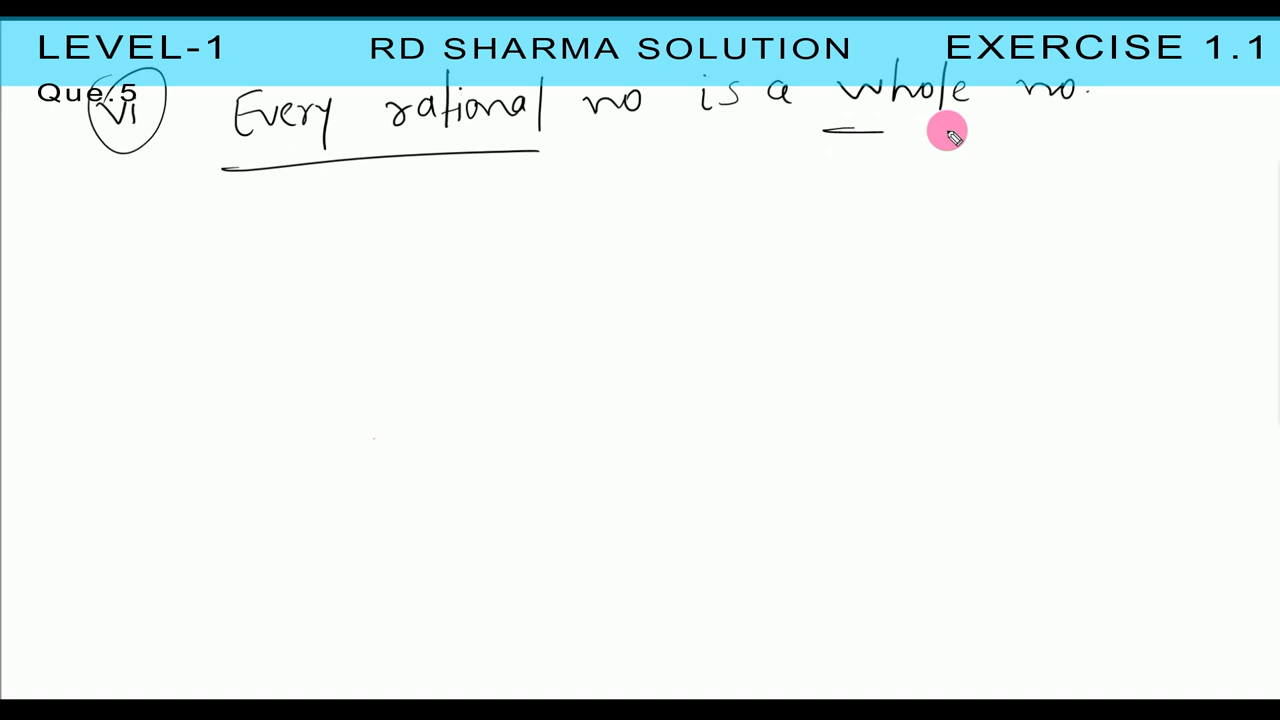 LEVEL-1 RD SHARMA SOLUTION EXERCISE 1.1
Que.5
vi Every rational no is a whole no.